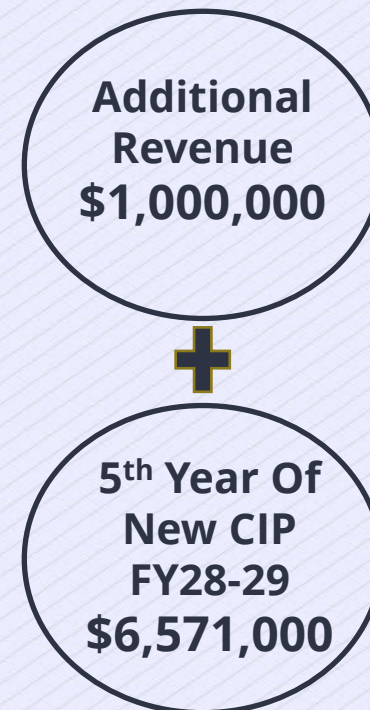 Additional
Revenue
$1,000,000
5th Year Of
New CIP
FY28-29
$6,571,000